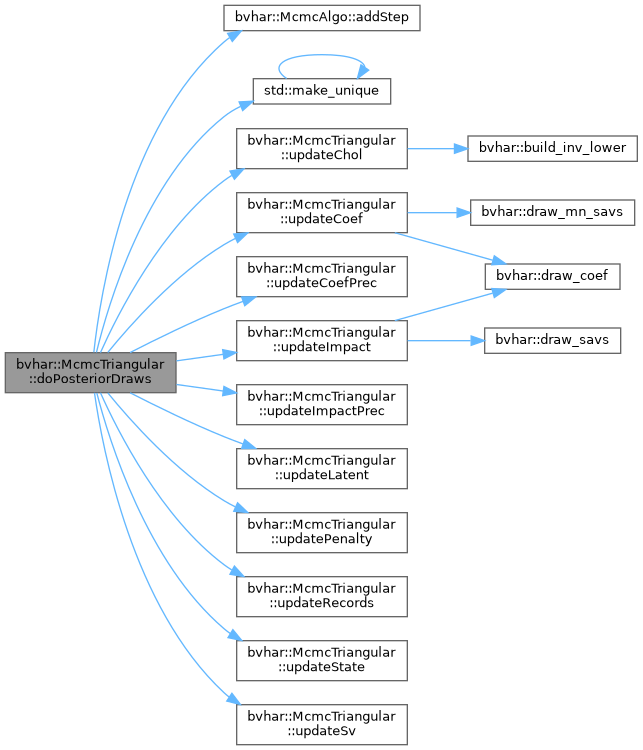 bvhar::McmcAlgo::addStep
std::make_unique
bvhar::McmcTriangular
::updateChol
bvhar::build_inv_lower
bvhar::McmcTriangular
::updateCoef
bvhar::draw_mn_savs
bvhar::McmcTriangular
::updateCoefPrec
bvhar::draw_coef
bvhar::McmcTriangular
::updateImpact
bvhar::draw_savs
bvhar::McmcTriangular
::doPosteriorDraws
bvhar::McmcTriangular
::updateImpactPrec
bvhar::McmcTriangular
::updateLatent
bvhar::McmcTriangular
::updatePenalty
bvhar::McmcTriangular
::updateRecords
bvhar::McmcTriangular
::updateState
bvhar::McmcTriangular
::updateSv